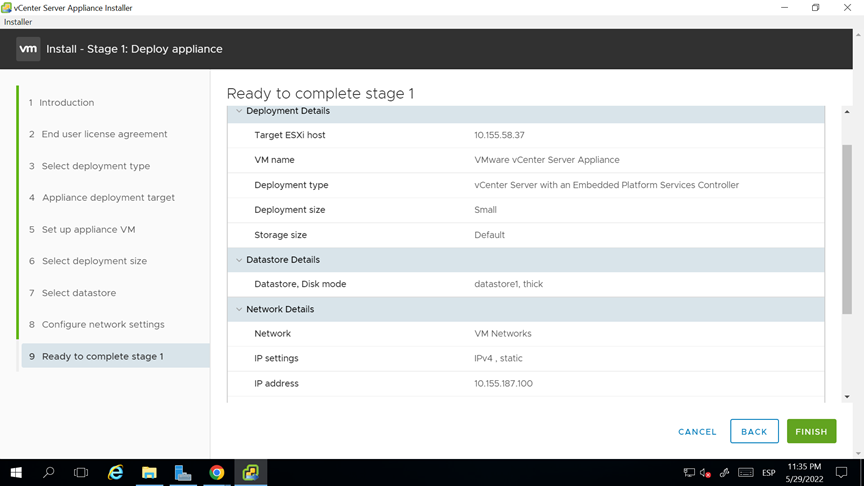 vCenter Server Appliance Installer
Installer
vm Install - Stage 1: Deploy appliance
1 Introduction
2 End user license agreement
3 Select deployment type
4 Appliance deployment target
5 Set up appliance VM
6 Select deployment size
7 Select datastore
8 Configure network settings
9 Ready to complete stage 1
Ready to complete stage 1
Deployment Details
Target ESXi host 10.155.58.37
VM name VMware vCenter Server Appliance
Deployment type vCenter Server with an Embedded Platform Services Controller
Deployment size Small
Storage size Default
Datastore Details
Datastore, Disk mode datastore1, thick
Network Details
Network VM Networks
IP settings IPv4 , static
IP address 10.155.187.100
CANCEL BACK FINISH
ESP
11:35 PM
5/29/2022